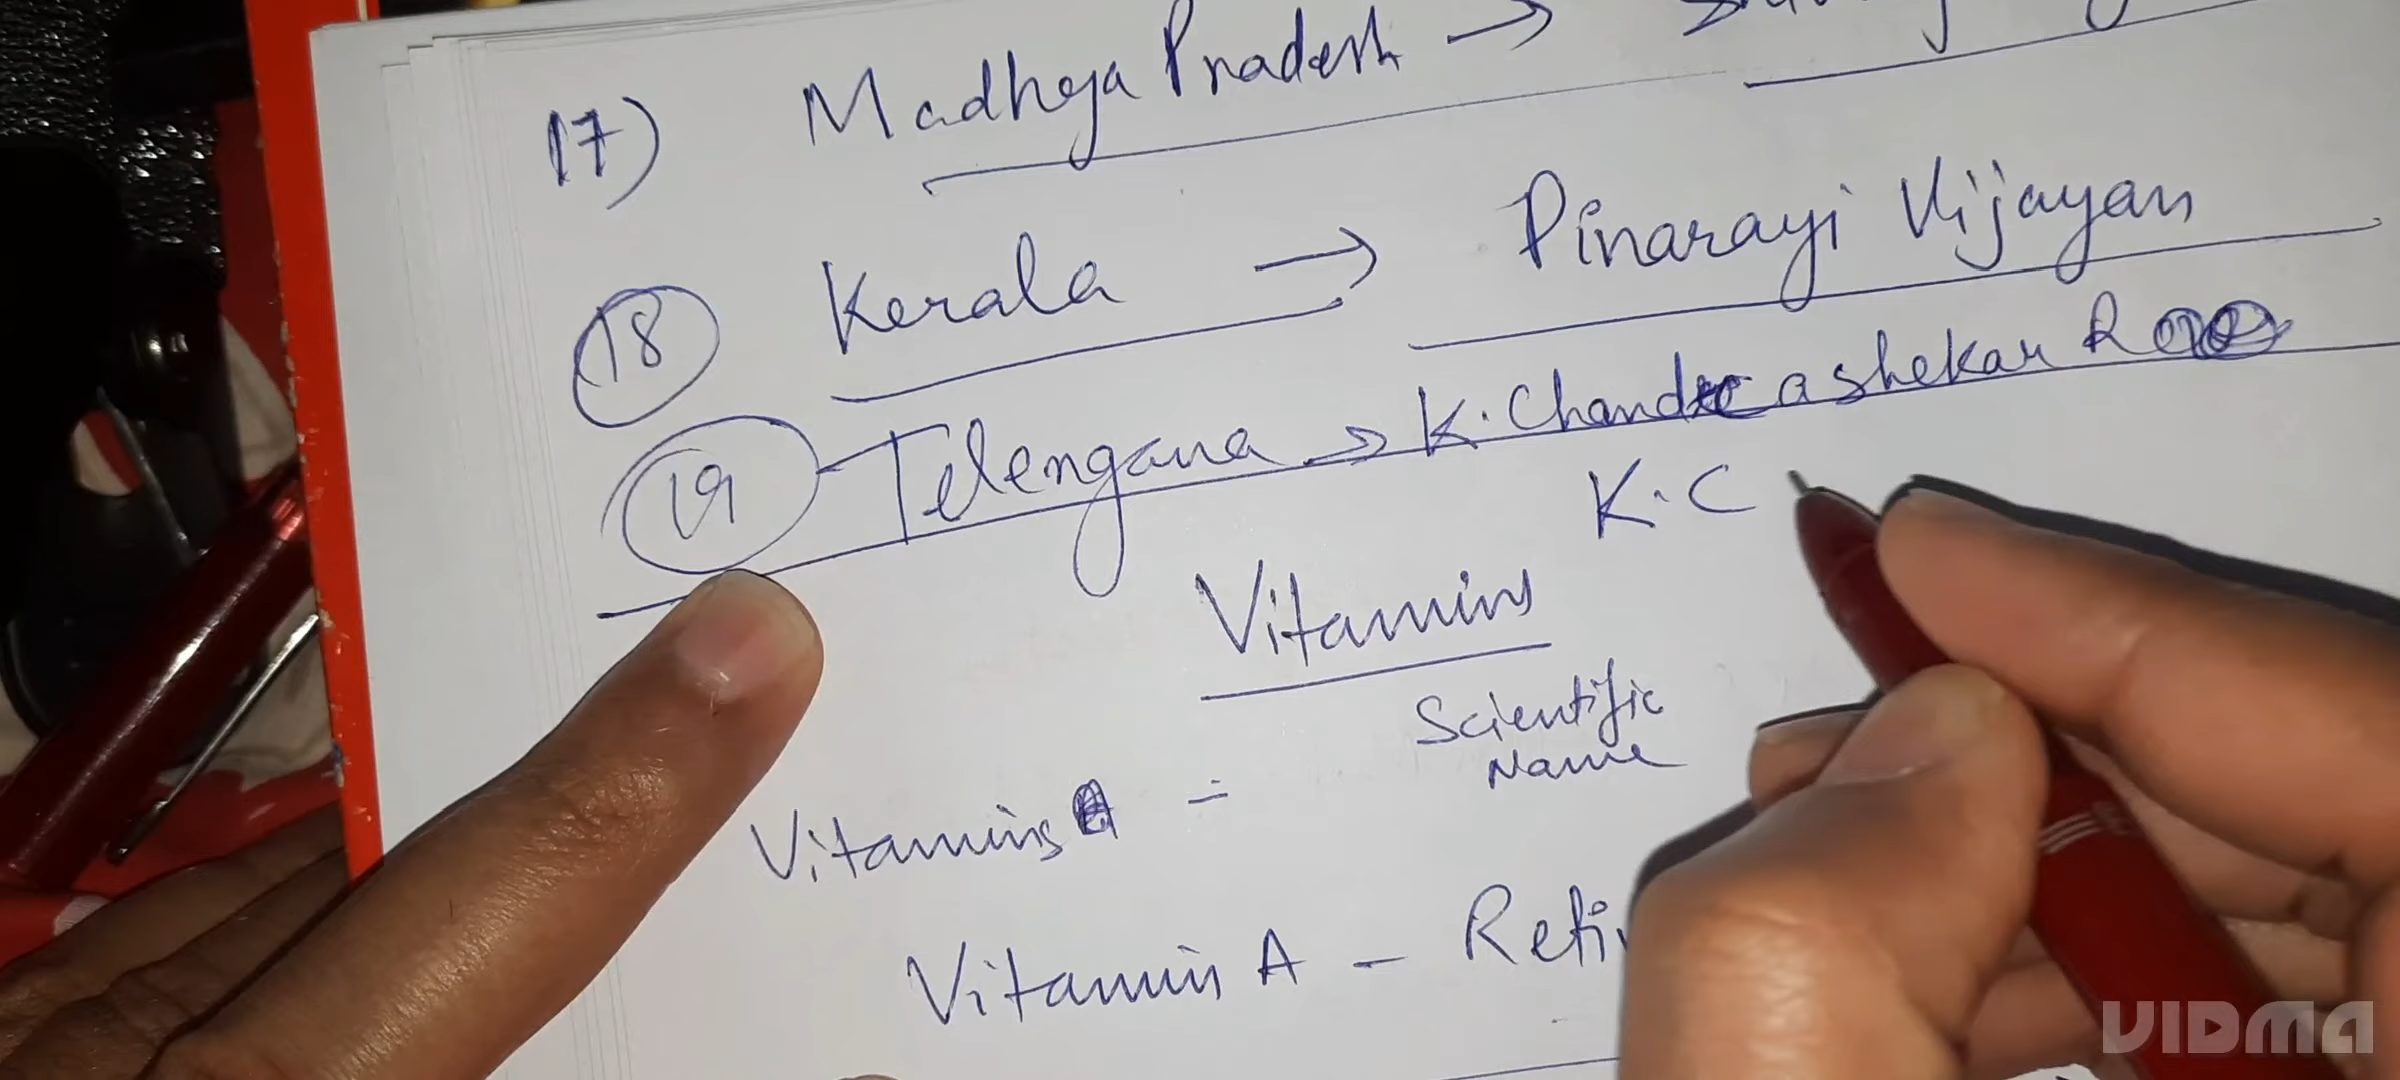 17) Madhya Pradesh →
18 Kerala → Pinarayi Vijayan
19 Telengana → K. Chandrashekar R
K. C
Vitamins
Scientific
Name
Vitamins
Vitamin A - Reti
VIDMA